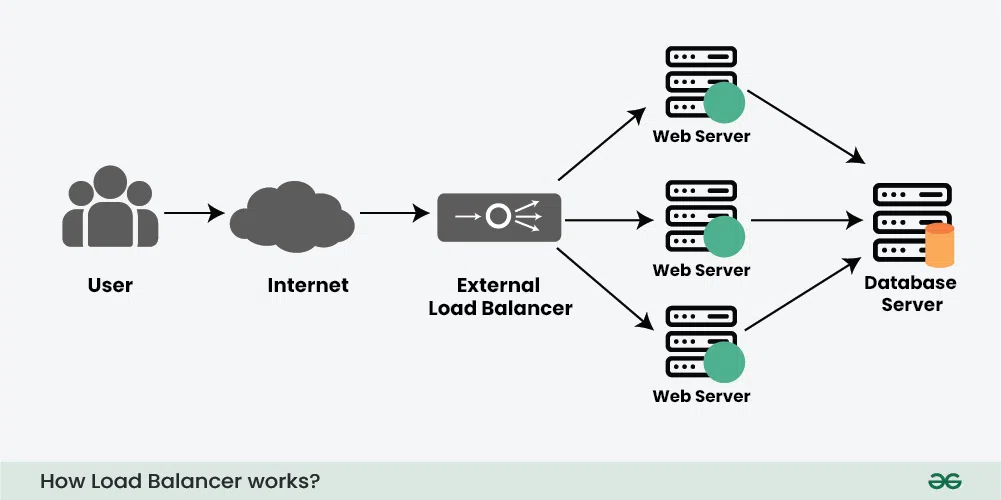 Web Server
Web Server
Web Server
User
Internet
External
Load Balancer
Database
Server
How Load Balancer works?